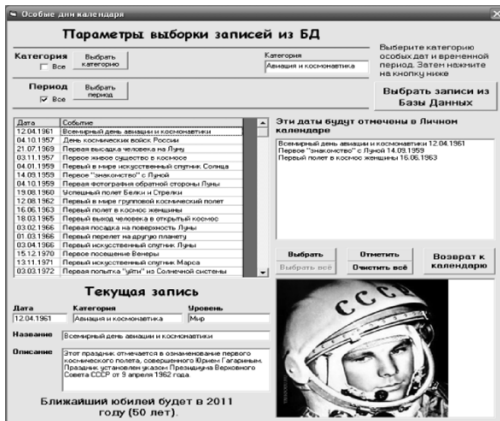 Особые дни календаря
Параметры выборки записей из БД
Категория
Все
Выбрать категорию
Категория
Авиация и космонавтика
Выберите категорию
особых дат и временной
период. Затем нажмите
на кнопку ниже
Период
Все
Выбрать период
Выбрать записи из
Базы Данных
Дата Событие
12.04.1961 Всемирный день авиации и космонавтики
04.10.1957 День космических войск России
21.07.1969 Первая высадка человека на Луну
03.11.1957 Первое живое существо в космосе
04.01.1959 Первый в мире искусственный спутник Солнца
14.09.1959 Первое "знакомство" с Луной
04.10.1959 Первая фотография обратной стороны Луны
19.08.1960 Успешный полет Белки и Стрелки
12.08.1962 Первый в мире групповой космический полет
16.06.1963 Первый полет в космос женщины
18.03.1965 Первый выход человека в открытый космос
03.02.1966 Первая посадка на поверхность Луны
01.03.1966 Первый перелет на другую планету
03.04.1966 Первый искусственный спутник Луны
15.12.1970 Первое посещение Венеры
13.11.1971 Первый искусственный спутник Марса
03.03.1972 Первая попытка "уйти" из Солнечной системы
Эти даты будут отмечены в Личном
календаре
Всемирный день авиации и космонавтики 12.04.1961
Первое "знакомство" с Луной 14.09.1959
Первый полет в космос женщины 16.06.1963
Выбрать Отметить
Выбрать всё Очистить всё
Возврат к
календарю
Текущая запись
Дата Категория Уровень
12.04.1961 Авиация и космонавтика Мир
Название Всемирный день авиации и космонавтики
Описание Этот праздник отмечается в ознаменование первого
космического полета, совершенного Юрием Гагариным.
Праздник установлен указом Президиума Верховного
Совета СССР от 9 апреля 1962 года.
Ближайший юбилей будет в 2011
году (50 лет).
СССР